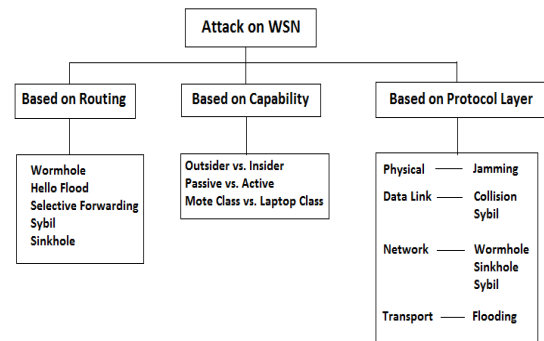 Attack on WSN
Based on Routing
Based on Capability
Based on Protocol Layer
Wormhole
Hello Flood
Selective Forwarding
Sybil
Sinkhole
Outsider vs. Insider
Passive vs. Active
Mote Class vs. Laptop Class
Physical Jamming
Data Link Collision
Sybil
Network Wormhole
Sinkhole
Sybil
Transport Flooding